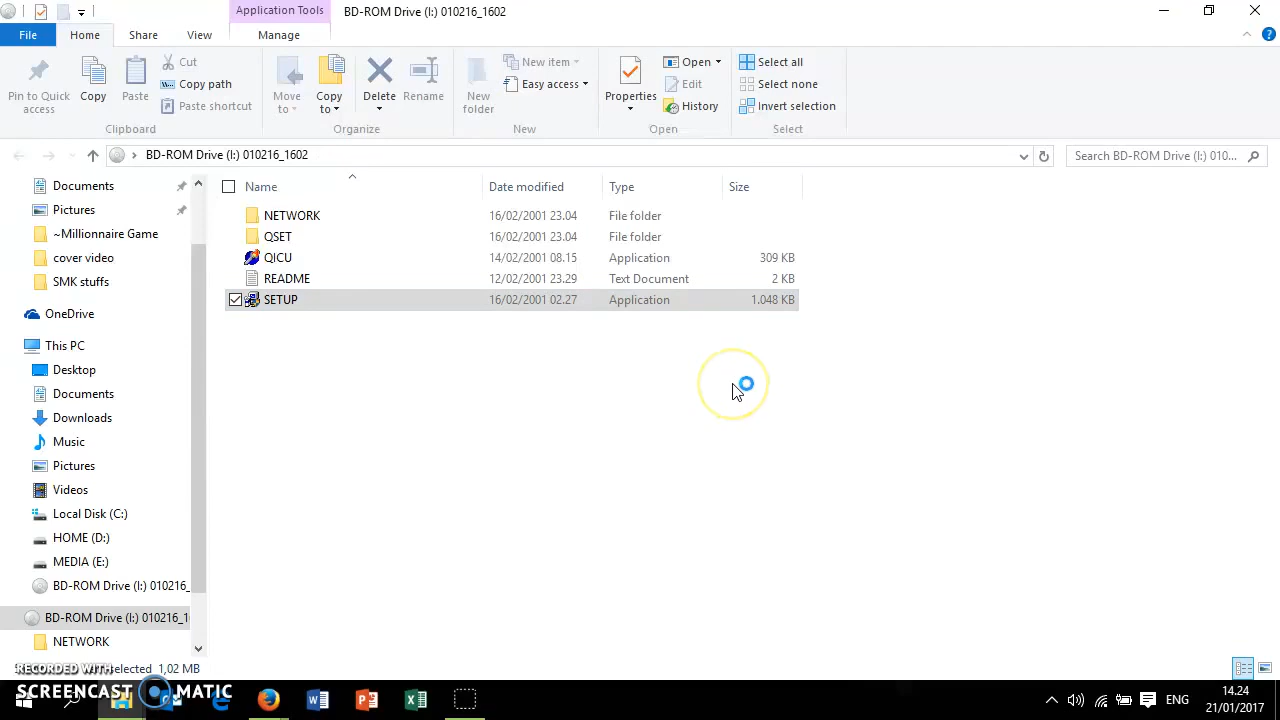 Application Tools
BD-ROM Drive (I:) 010216_1602
File
Home
Share
View
Manage
Pin to Quick access
Copy
Paste
Cut
Copy path
Paste shortcut
Clipboard
Move to
Copy to
Delete
Rename
Organize
New folder
New item
Easy access
New
Properties
Open
Edit
History
Open
Select all
Select none
Invert selection
Select
BD-ROM Drive (I:) 010216_1602
Search BD-ROM Drive (I:) 010...
Documents
Pictures
~Millionnaire Game
cover video
SMK stuffs
OneDrive
This PC
Desktop
Documents
Downloads
Music
Pictures
Videos
Local Disk (C:)
HOME (D:)
MEDIA (E:)
BD-ROM Drive (I:) 010216_
BD-ROM Drive (I:) 010216_1
NETWORK
Name Date modified Type Size
NETWORK 16/02/2001 23.04 File folder
QSET 16/02/2001 23.04 File folder
QICU 14/02/2001 08.15 Application 309 KB
README 12/02/2001 23.29 Text Document 2 KB
SETUP 16/02/2001 02.27 Application 1.048 KB
selected 1,02 MB
RECORDED WITH
SCREENCAST MATIC
ENG
14.24
21/01/2017